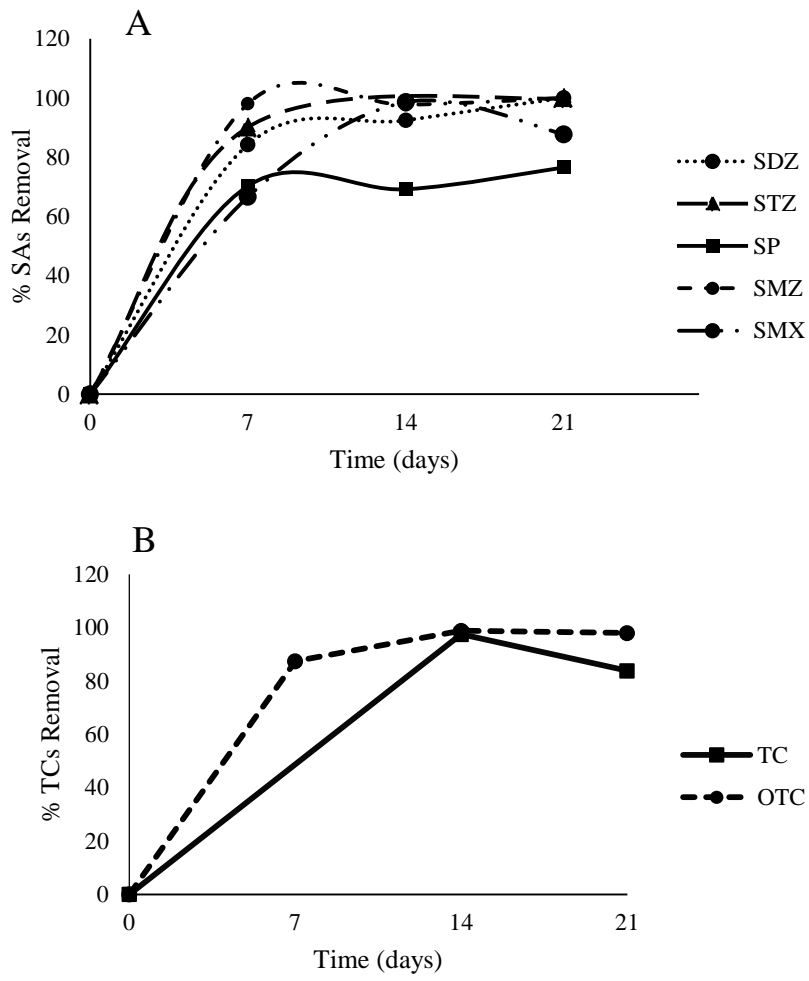 A
120
100
80
60
40
20
0
% SAs Removal
0 7 14 21
Time (days)
SDZ
STZ
SP
SMZ
SMX
B
120
100
80
60
40
20
0
% TCs Removal
0 7 14 21
Time (days)
TC
OTC